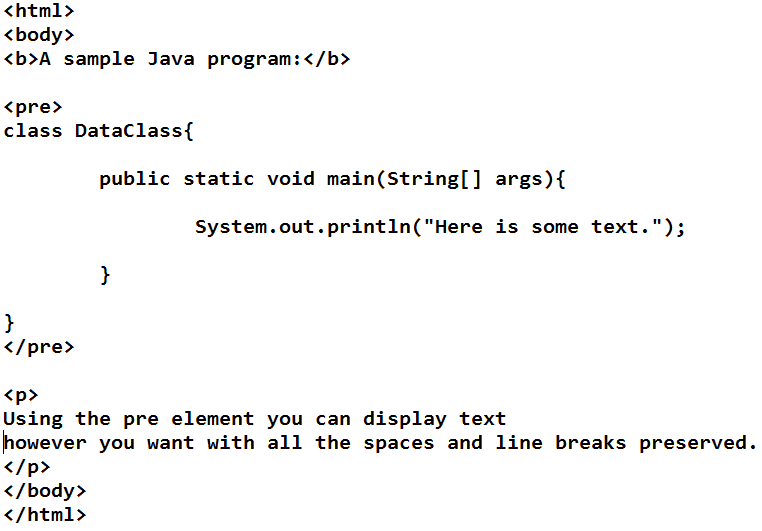 <html>
<body>
<b>A sample Java program:</b>
<pre>
class DataClass{
public static void main(String[] args){
System.out.println("Here is some text.");
}
}
</pre>
<p>
Using the pre element you can display text
however you want with all the spaces and line breaks preserved.
</p>
</body>
</html>